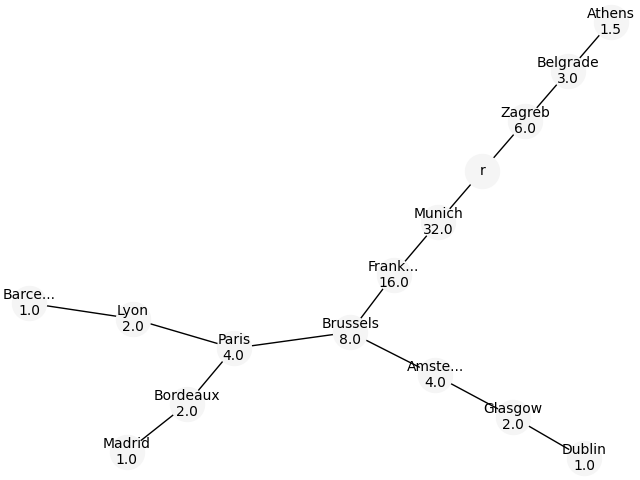 Athens
1.5
Belgrade
3.0
Zagreb
6.0
r
Munich
32.0
Frank...
16.0
Barce...
1.0
Lyon
2.0
Brussels
8.0
Paris
4.0
Amste...
4.0
Bordeaux
2.0
Glasgow
2.0
Madrid
1.0
Dublin
1.0